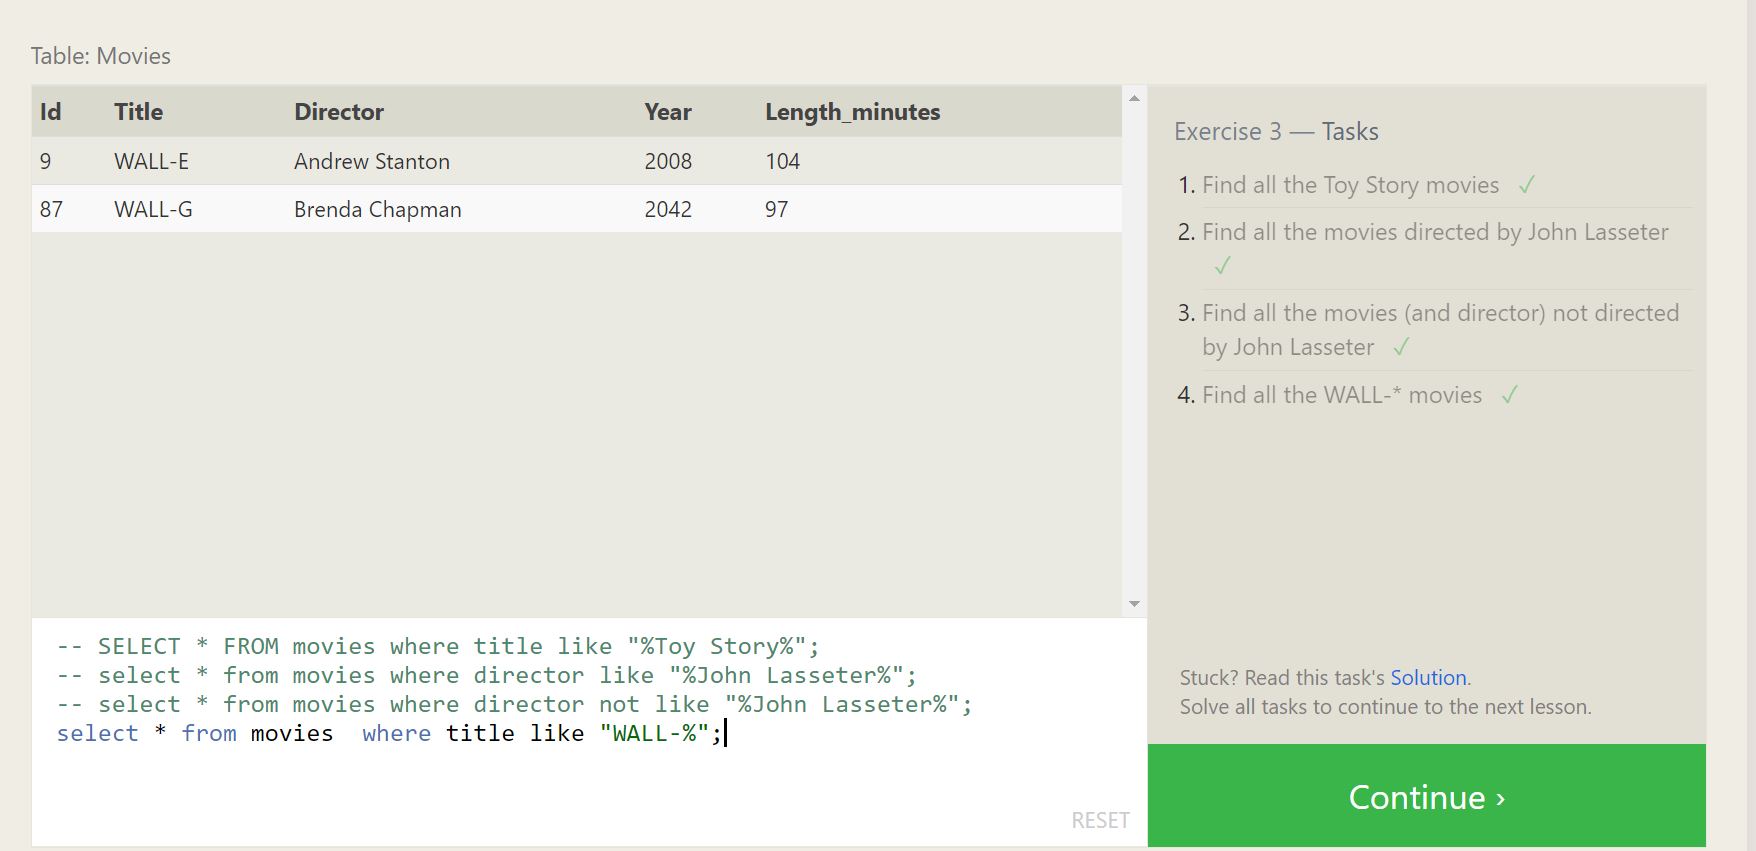 Table: Movies
Id Title Director Year Length_minutes
9 WALL-E Andrew Stanton 2008 104
87 WALL-G Brenda Chapman 2042 97
-- SELECT * FROM movies where title like "%Toy Story%";
-- select * from movies where director like "%John Lasseter%";
-- select * from movies where director not like "%John Lasseter%";
select * from movies  where title like "WALL-%";
RESET
Exercise 3 — Tasks
1. Find all the Toy Story movies ✓
2. Find all the movies directed by John Lasseter
✓
3. Find all the movies (and director) not directed
by John Lasseter ✓
4. Find all the WALL-* movies ✓
Stuck? Read this task's Solution.
Solve all tasks to continue to the next lesson.
Continue ›